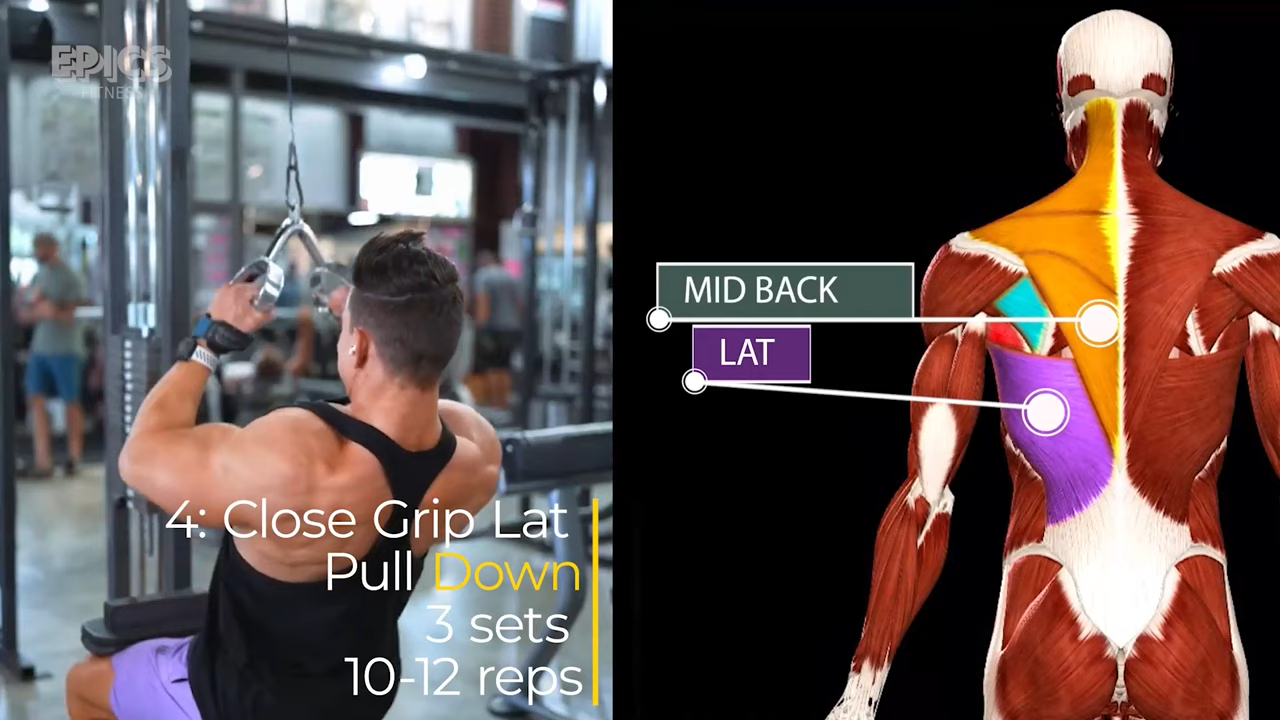 EPICS
FITNESS
4: Close Grip Lat
Pull Down
3 sets
10-12 reps
MID BACK
LAT